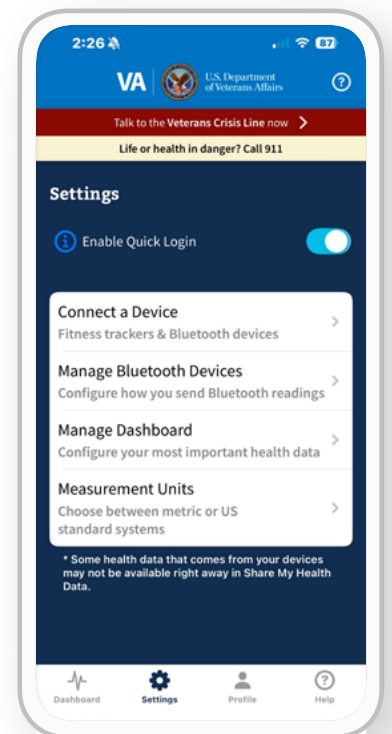 2:26
87
VA
U.S. Department
of Veterans Affairs
Talk to the Veterans Crisis Line now
Life or health in danger? Call 911
Settings
Enable Quick Login
Connect a Device
Fitness trackers & Bluetooth devices
Manage Bluetooth Devices
Configure how you send Bluetooth readings
Manage Dashboard
Configure your most important health data
Measurement Units
Choose between metric or US
standard systems
* Some health data that comes from your devices
may not be available right away in Share My Health
Data.
Dashboard
Settings
Profile
Help